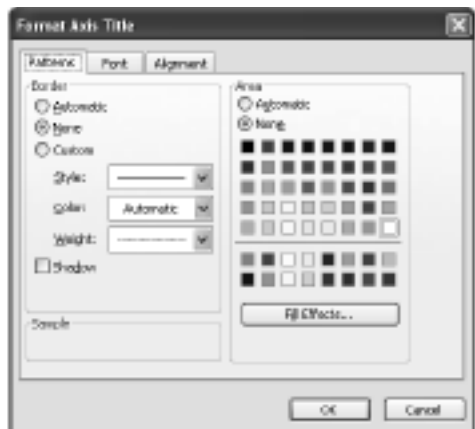 Format Axis Title
Patterns Font Alignment
Border
Automatic
None
Custom
Style:
Color: Automatic
Weight:
Shadow
Sample
Area
Automatic
None
Fill Effects...
OK Cancel